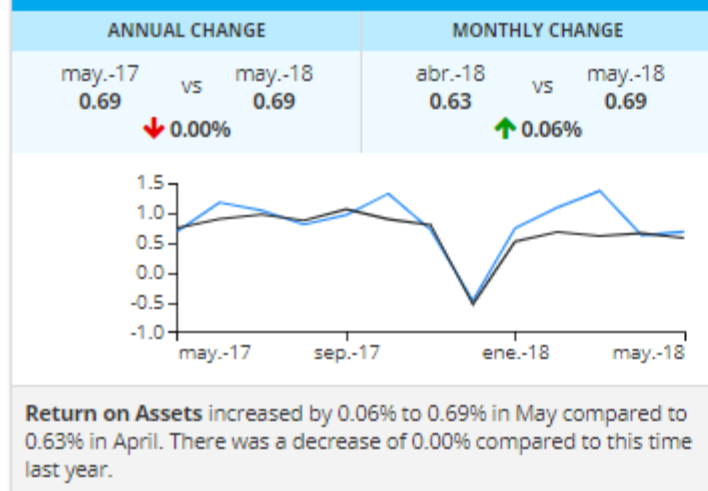 ANNUAL CHANGE
MONTHLY CHANGE
may.-17 vs may.-18
0.69 0.69
0.00%
abr.-18 vs may.-18
0.63 0.69
0.06%
1.5
1.0
0.5
0.0
-0.5
-1.0
may.-17 sep.-17 ene.-18 may.-18
Return on Assets increased by 0.06% to 0.69% in May compared to
0.63% in April. There was a decrease of 0.00% compared to this time
last year.